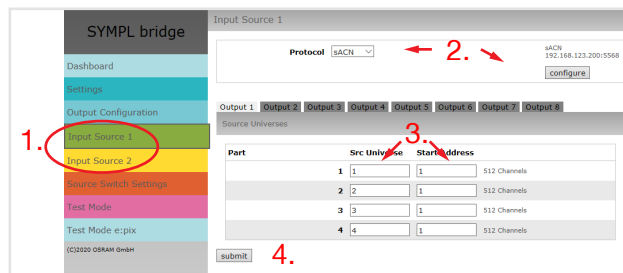 SYMPL bridge
Dashboard
Settings
Output Configuration
1.
Input Source 1
Input Source 2
Source Switch Settings
Test Mode
Test Mode e:pix
(C)2020 OSRAM GmbH
Input Source 1
Protocol sACN
2.
sACN
192.168.123.200:5568
configure
Output 1 Output 2 Output 3 Output 4 Output 5 Output 6 Output 7 Output 8
Source Universes
3.
Part Src Universe Start Address
1 1 1 512 Channels
2 2 1 512 Channels
3 3 1 512 Channels
4 4 1 512 Channels
submit
4.